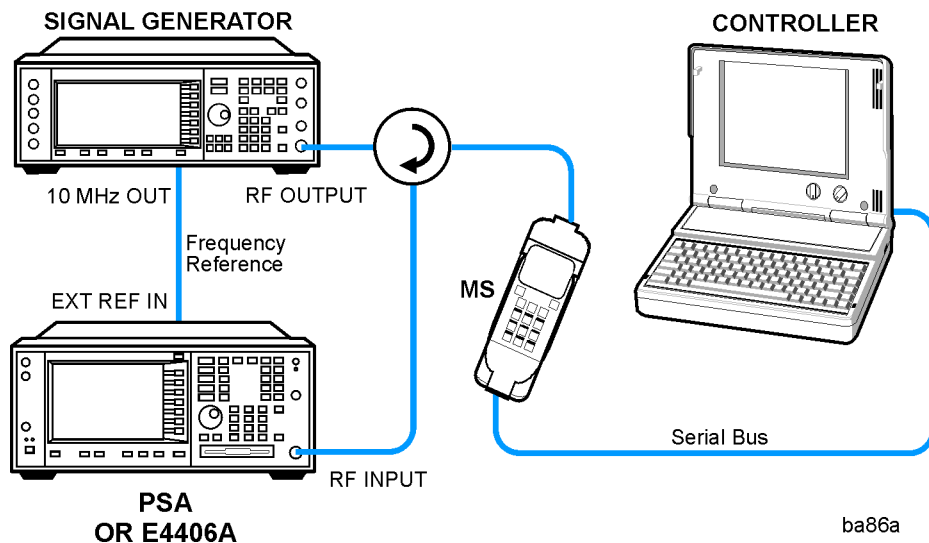 SIGNAL GENERATOR
CONTROLLER
10 MHz OUT
RF OUTPUT
Frequency
Reference
MS
EXT REF IN
Serial Bus
RF INPUT
PSA
OR E4406A
ba86a